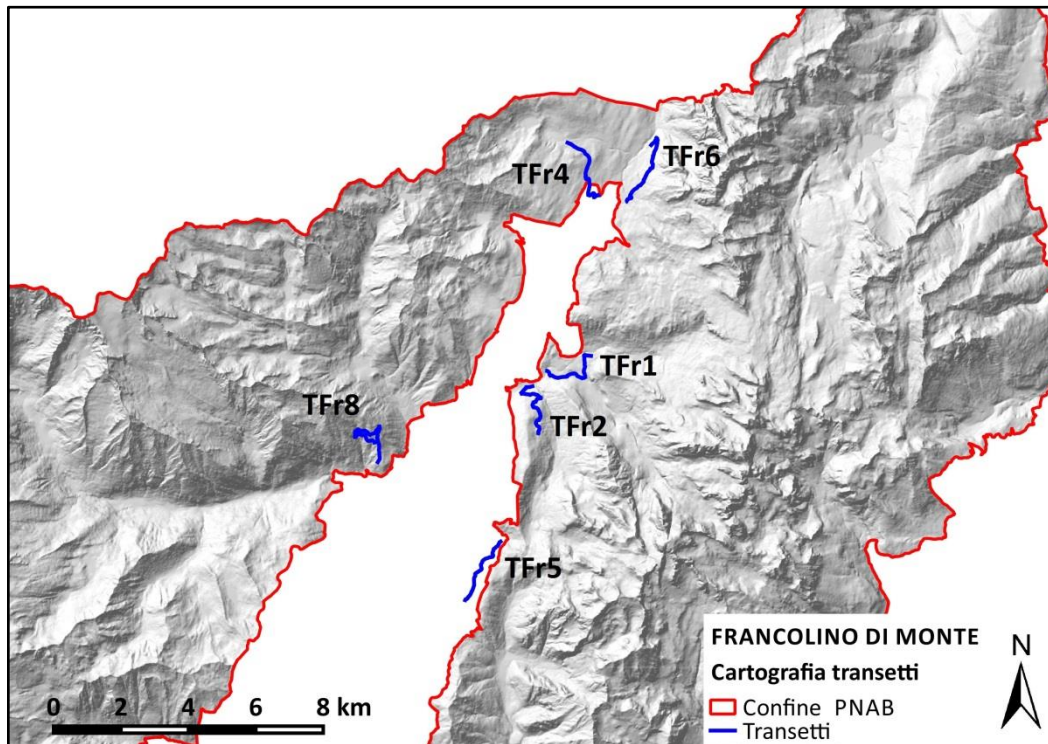 TFr4
TFr6
TFr1
TFr8
TFr2
TFr5
0 2 4 6 8 km
FRANCOLINO DI MONTE
Cartografia transetti
Confine PNAB
Transetti
N